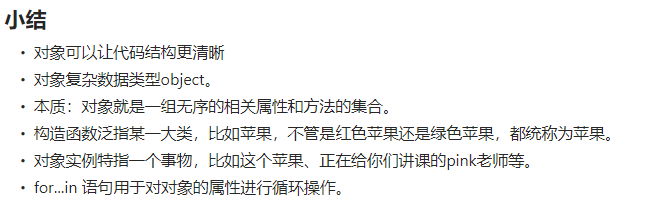 小结
• 对象可以让代码结构更清晰
• 对象复杂数据类型object。
• 本质：对象就是一组无序的相关属性和方法的集合。
• 构造函数泛指某一大类，比如苹果，不管是红色苹果还是绿色苹果，都统称为苹果。
• 对象实例特指一个事物，比如这个苹果、正在给你们讲课的pink老师等。
• for...in 语句用于对对象的属性进行循环操作。